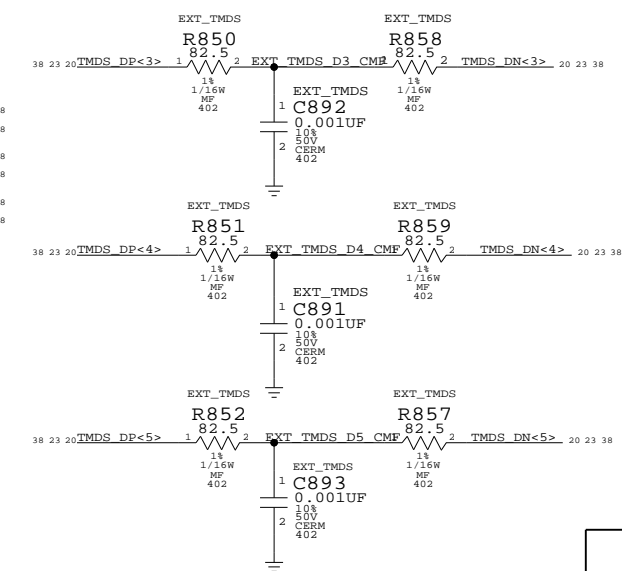 EXT_TMDS EXT_TMDS
R850 R858
82.5 82.5
38 23 20 TMDS_DP<3> 1 2 EXT_TMDS_D3_CMF 1 2 TMDS_DN<3> 20 23 38
1% 1%
1/16W 1/16W
MF MF
402 402
EXT_TMDS
1 C892
0.001UF
10%
50V
2 CERM
402
8
8
8
8
8
8
EXT_TMDS EXT_TMDS
R851 R859
82.5 82.5
38 23 20 TMDS_DP<4> 1 2 EXT_TMDS_D4_CMF 2 TMDS_DN<4> 20 23 38
1% 1%
1/16W 1/16W
MF MF
402 402
EXT_TMDS
1 C891
0.001UF
10%
50V
2 CERM
402
EXT_TMDS EXT_TMDS
R852 R857
82.5 82.5
38 23 20 TMDS_DP<5> 1 2 EXT_TMDS_D5_CMF 2 TMDS_DN<5> 20 23 38
1% 1%
1/16W 1/16W
MF MF
402 402
EXT_TMDS
1 C893
0.001UF
10%
50V
2 CERM
402